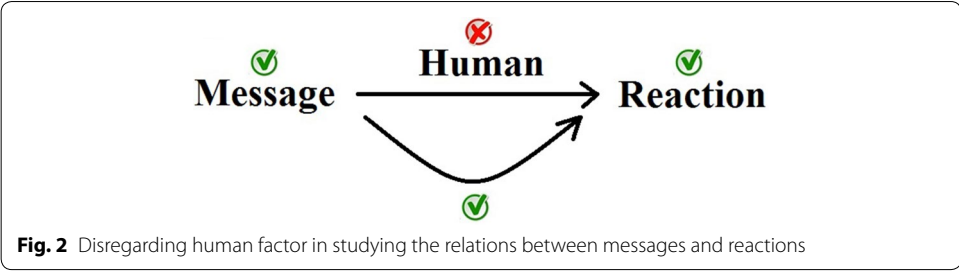 Human
Message
Reaction
Fig. 2 Disregarding human factor in studying the relations between messages and reactions